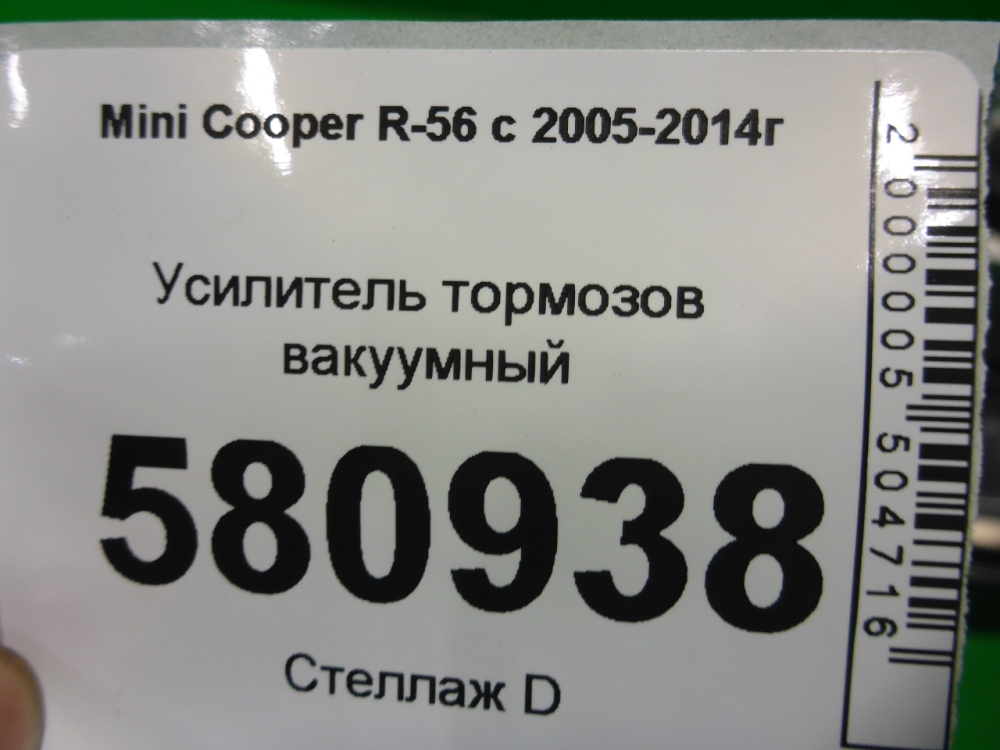 Mini Cooper R-56 с 2005-2014г
Усилитель тормозов
вакуумный
580938
Стеллаж D
2000005504716